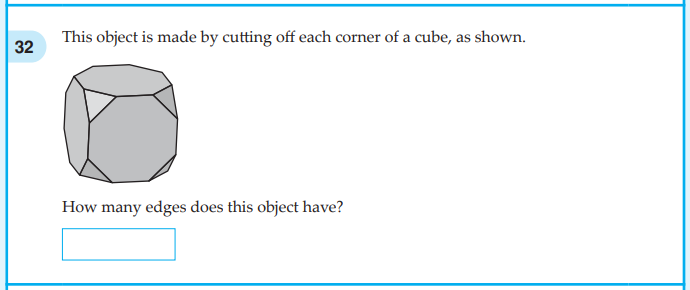 32
This object is made by cutting off each corner of a cube, as shown.
How many edges does this object have?